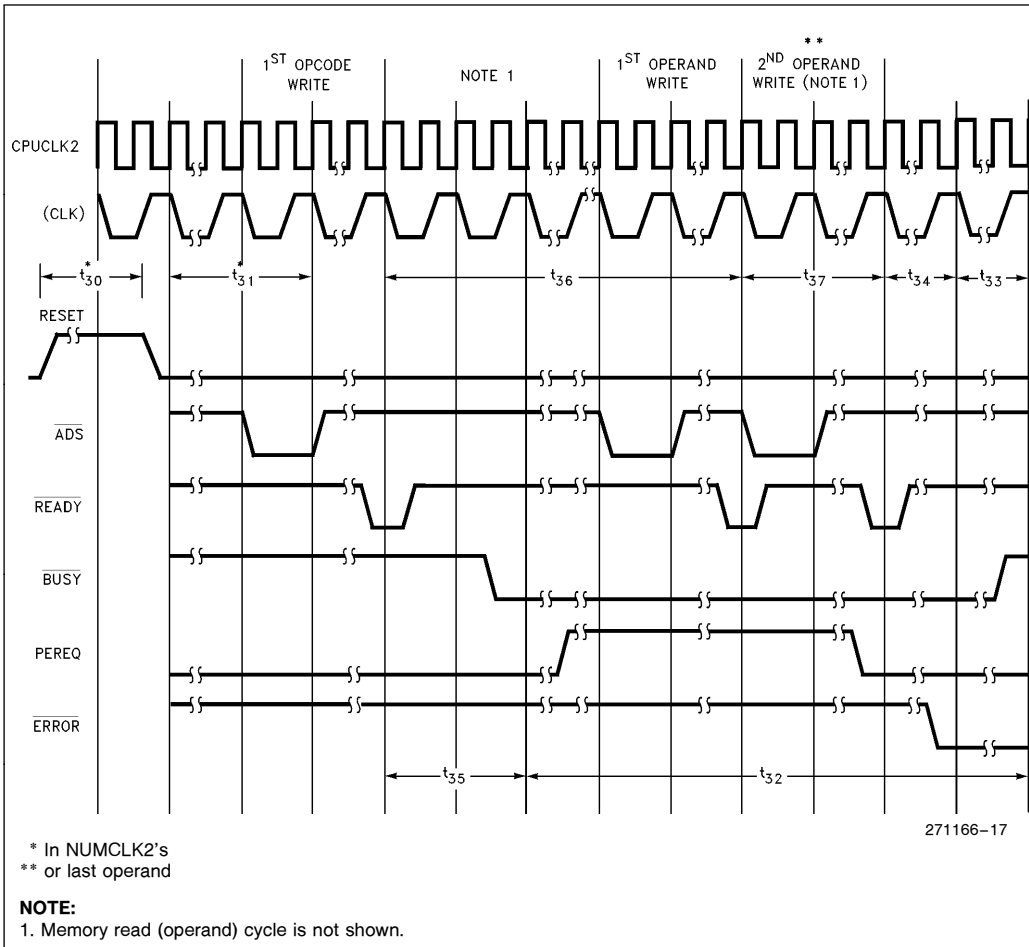 1ST OPCODE
WRITE
NOTE 1
1ST OPERAND
WRITE
**
2ND OPERAND
WRITE (NOTE 1)
CPUCLK2
(CLK)
t30*
t31*
t36
t37
t34
t33
RESET
ADS
READY
BUSY
PEREQ
ERROR
t35
t32
271166–17
* In NUMCLK2's
** or last operand
NOTE:
1. Memory read (operand) cycle is not shown.